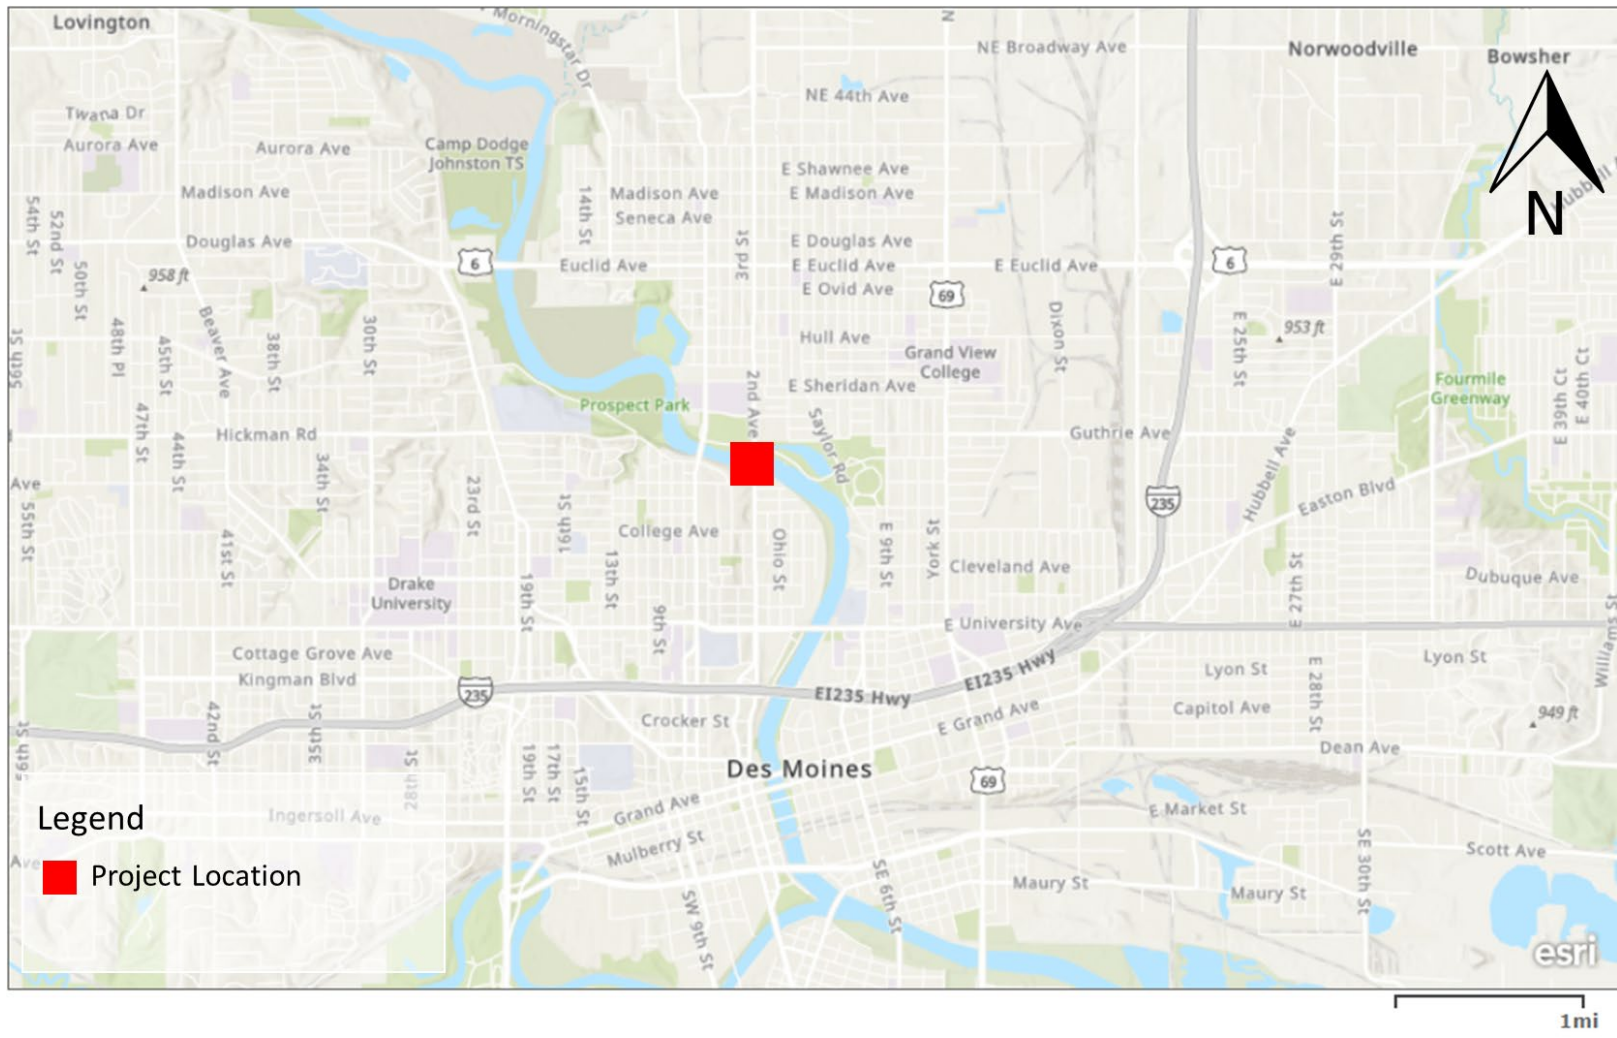 Lovington
Morningstar Dr
N
NE Broadway Ave
Norwoodville
Bowsher
NE 44th Ave
Twana Dr
Aurora Ave
Aurora Ave
Camp Dodge
Johnston TS
E Shawnee Ave
Madison Ave
14th St
Madison Ave
E Madison Ave
Seneca Ave
N
Hubbell A
54th St
52nd St
Douglas Ave
3rd St
E Douglas Ave
E 29th St
6
Euclid Ave
E Euclid Ave
E Euclid Ave
6
50th St
958 ft
E Ovid Ave
69
Beaver Ave
38th St
30th St
Hull Ave
Dixon St
E 25th St
953 ft
56th St
48th Pl
45th St
Grand View
College
E Sheridan Ave
2nd Ave
Fourmile
Greenway
E 39th Ct
E 40th Ct
Prospect Park
47th St
44th St
Hickman Rd
Saylor Rd
Guthrie Ave
Hubbell Ave
34th St
Ave
23rd St
Easton Blvd
235
55th St
41st St
16th St
College Ave
Ohio St
E 9th St
York St
13th St
Cleveland Ave
E 27th St
Dubuque Ave
Drake
University
19th St
9th St
E University Ave
Williams St
Cottage Grove Ave
Kingman Blvd
235
EI235 Hwy
EI235 Hwy
Lyon St
Lyon St
E 28th St
42nd St
35th St
Crocker St
E Grand Ave
Capitol Ave
949 ft
56th St
28th St
19th St
17th St
15th St
Des Moines
69
Dean Ave
Legend
Ingersoll Ave
Grand Ave
E Market St
Mulberry St
Ave
Project Location
SW 9th St
SE 6th St
Maury St
Maury St
SE 30th St
Scott Ave
esri
1mi